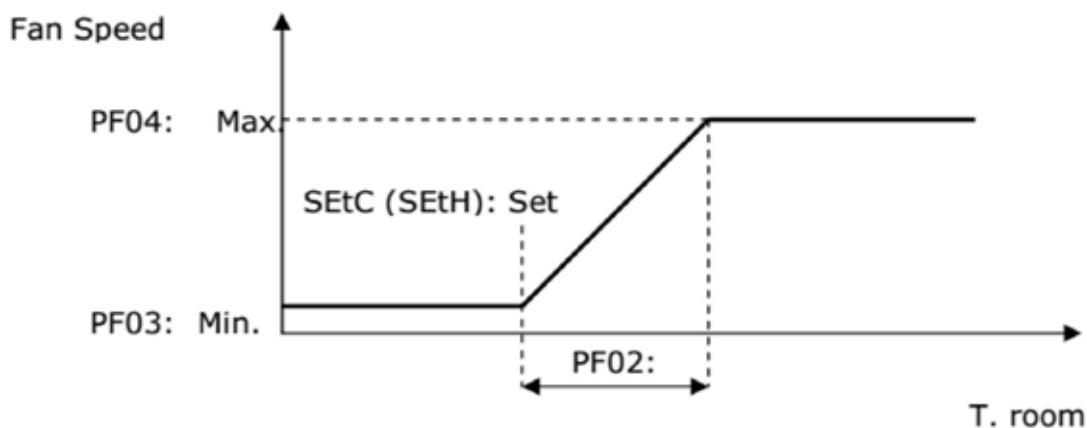 Fan Speed
PF04: Max.
SEtC (SEtH): Set
PF03: Min.
PF02:
T. room